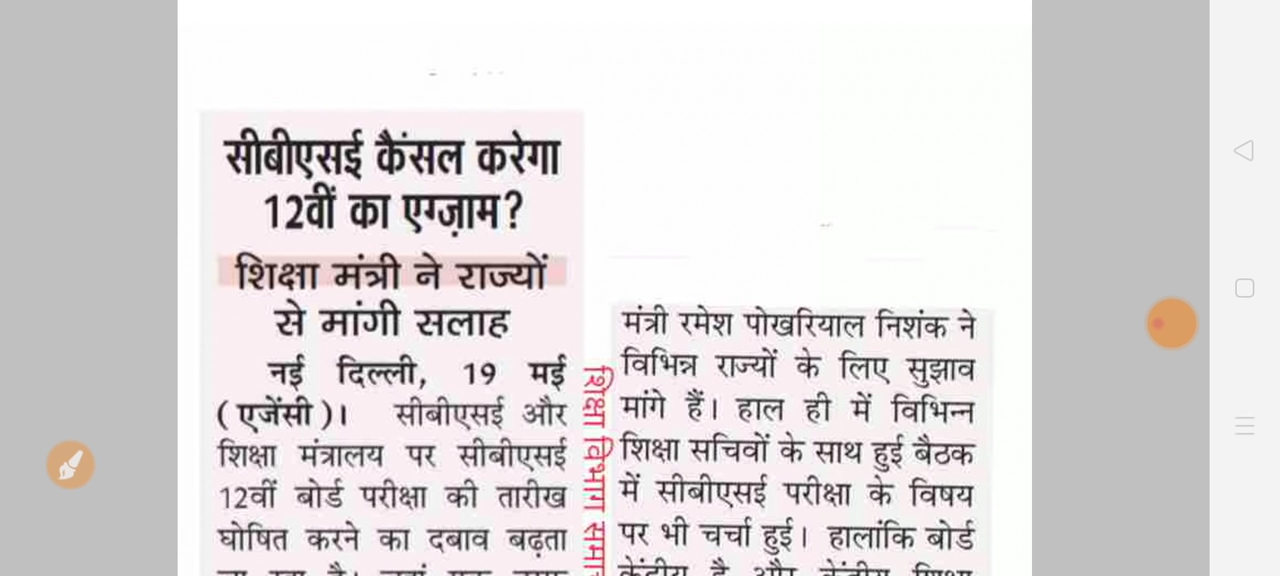 सीबीएसई कैंसल करेगा
12वीं का एग्ज़ाम?
शिक्षा मंत्री ने राज्यों
से मांगी सलाह
नई दिल्ली, 19 मई
(एजेंसी)। सीबीएसई और
शिक्षा मंत्रालय पर सीबीएसई
12वीं बोर्ड परीक्षा की तारीख
घोषित करने का दबाव बढ़ता
शिक्षा विभाग
मंत्री रमेश पोखरियाल निशंक ने
विभिन्न राज्यों के लिए सुझाव
मांगे हैं। हाल ही में विभिन्न
शिक्षा सचिवों के साथ हुई बैठक
में सीबीएसई परीक्षा के विषय
पर भी चर्चा हुई। हालांकि बोर्ड